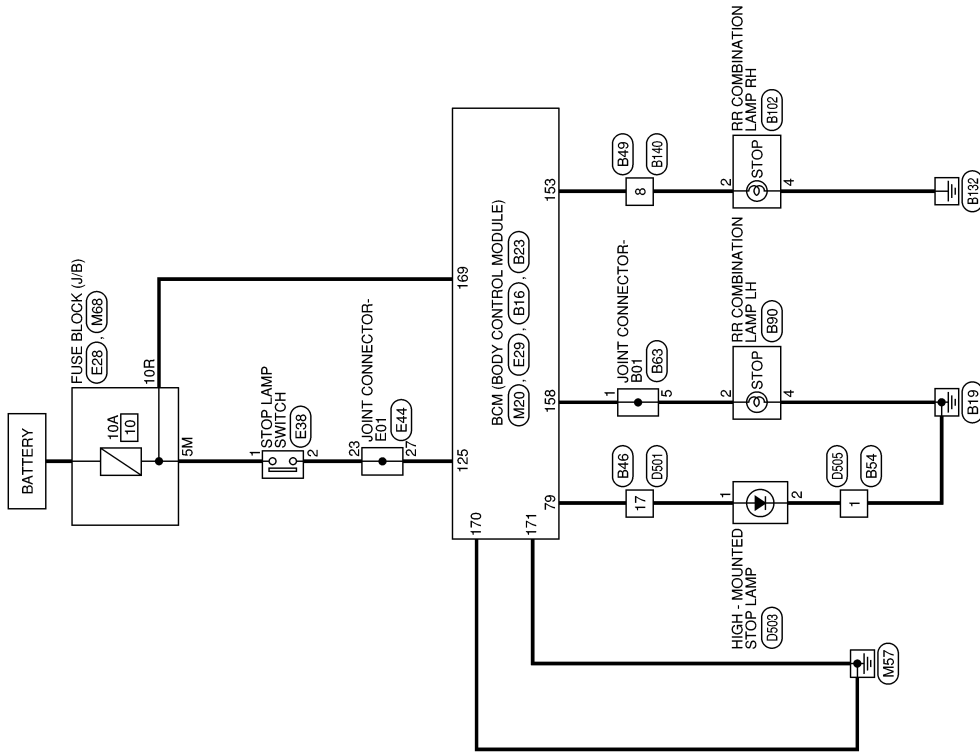 BATTERY
FUSE BLOCK (J/B)
E28 , M68
10A
10
5M
10R
1
STOP LAMP
SWITCH
E38
2
23
JOINT CONNECTOR-
E01
E44
27
125
169
170
171
BCM (BODY CONTROL MODULE)
M20 , E29 , B16 , B23
79
158
153
17
B46
D501
1
HIGH - MOUNTED
STOP LAMP
D503
2
1
D505
B54
1
JOINT CONNECTOR-
B01
B63
5
2
STOP
RR COMBINATION
LAMP LH
B90
4
8
B49
B140
2
STOP
RR COMBINATION
LAMP RH
B102
4
M57
B19
B132